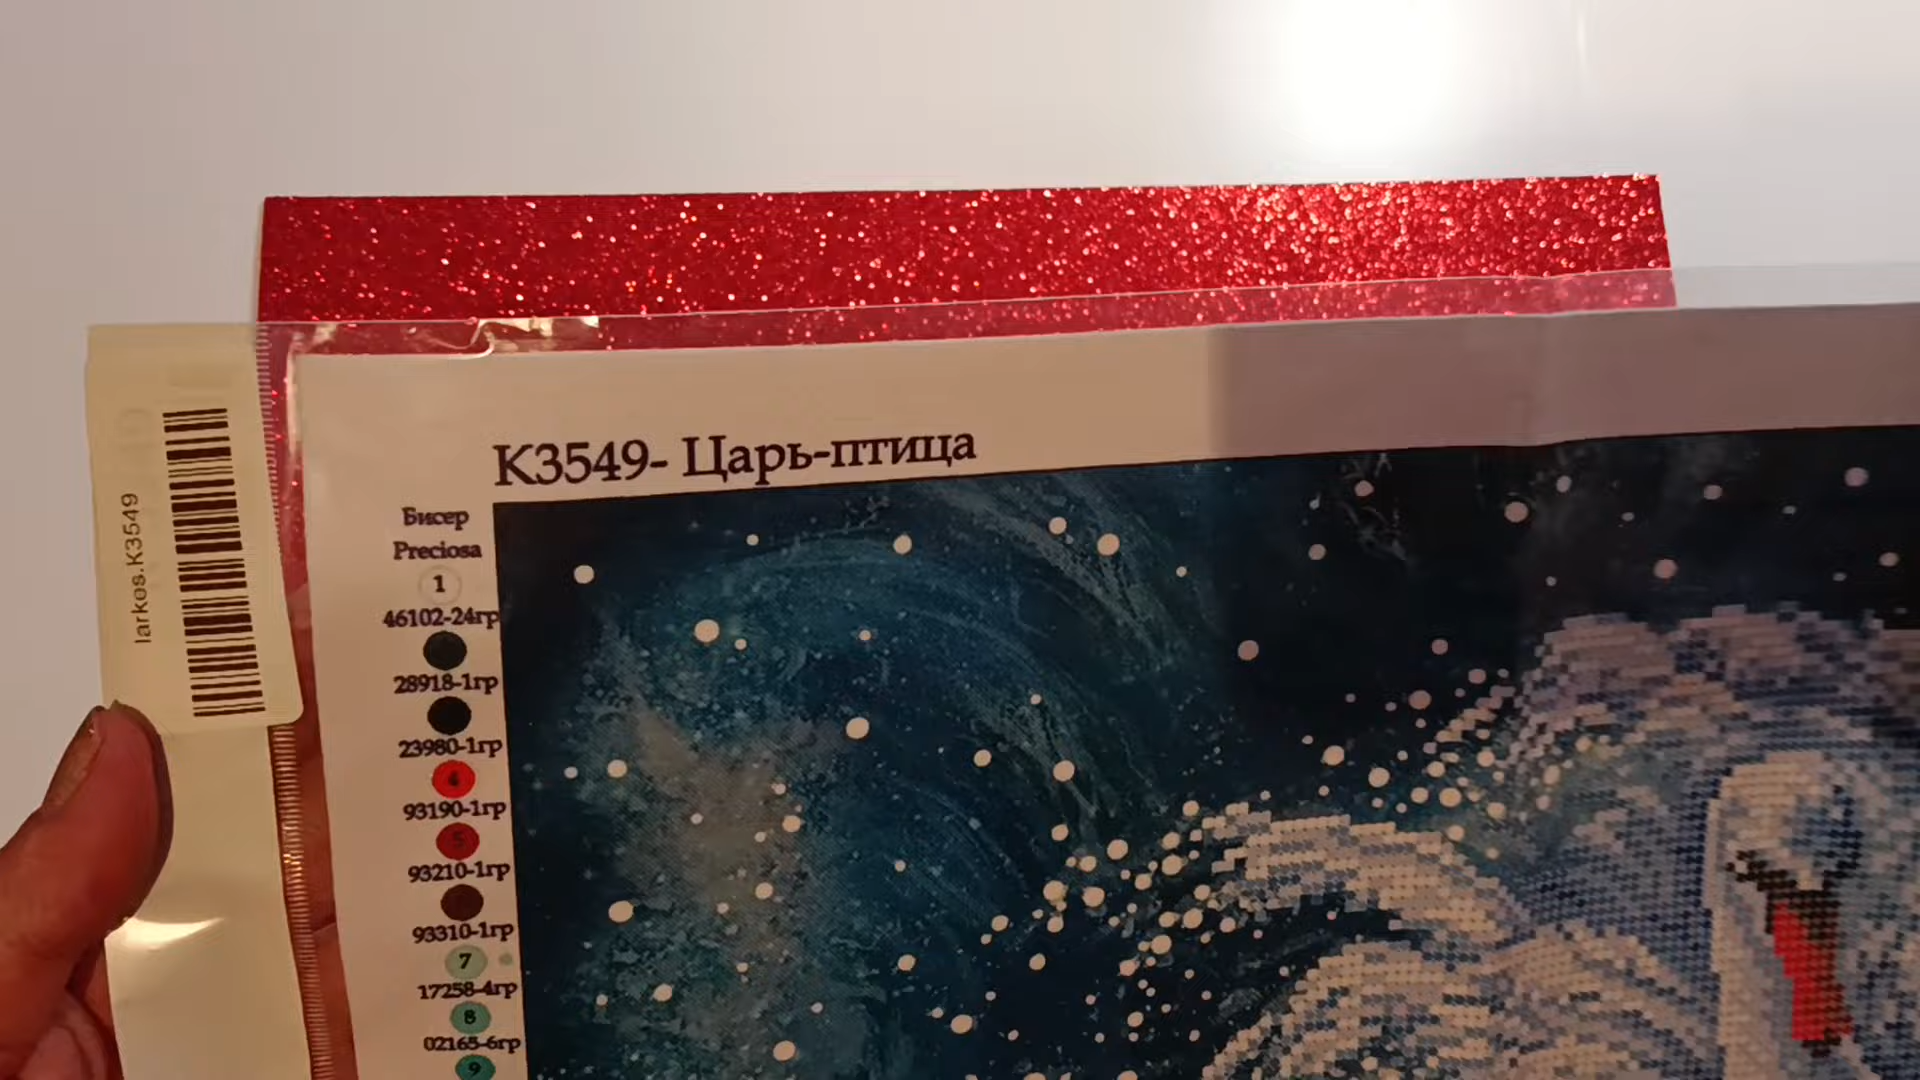 К3549- Царь-птица
larkes.K3549
Бисер
Preciosa
1
46102-24гр
28918-1гр
23980-1гр
4
93190-1гр
5
93210-1гр
93310-1гр
7
17258-4гр
8
02165-6гр
9